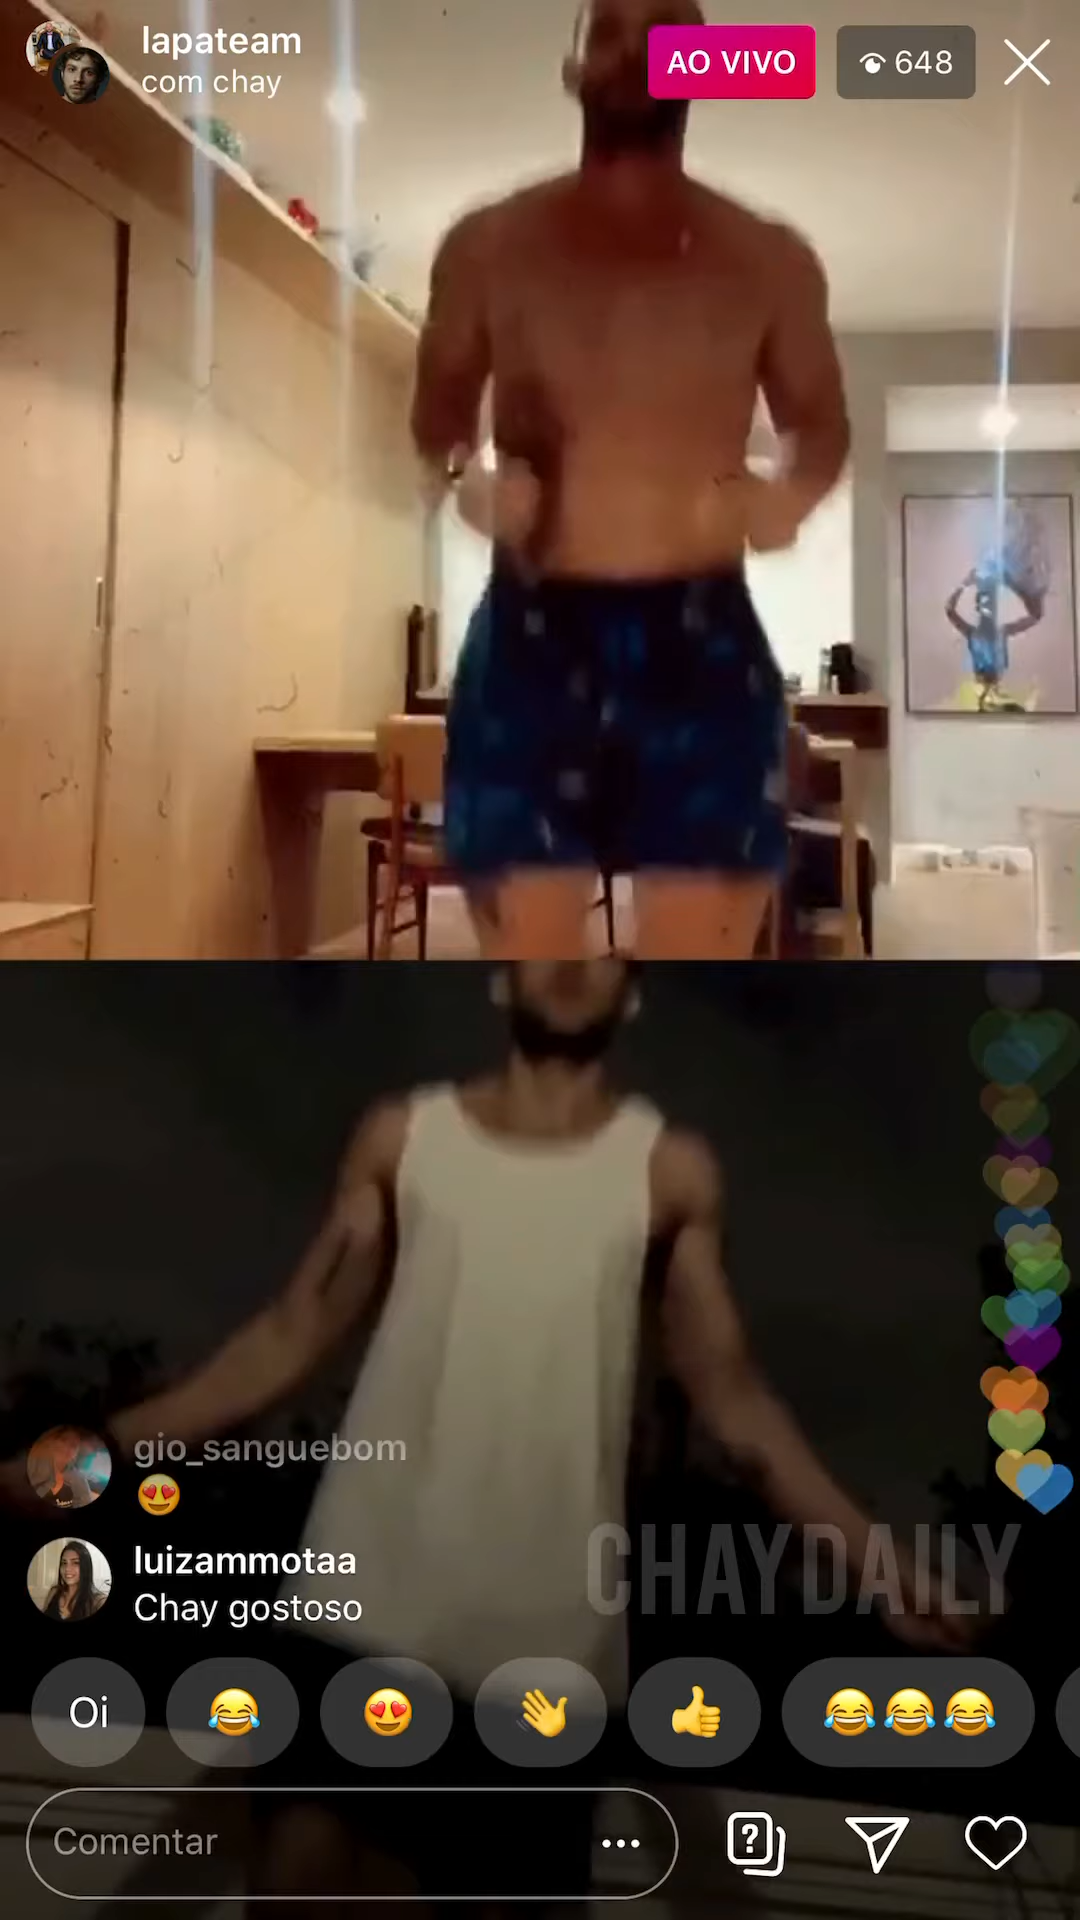 lapateam
com chay
AO VIVO
648
gio_sanguebom
😍
luizammotaa
Chay gostoso
CHAYDAILY
Oi
😂
😍
👋
👍
😂😂😂
Comentar